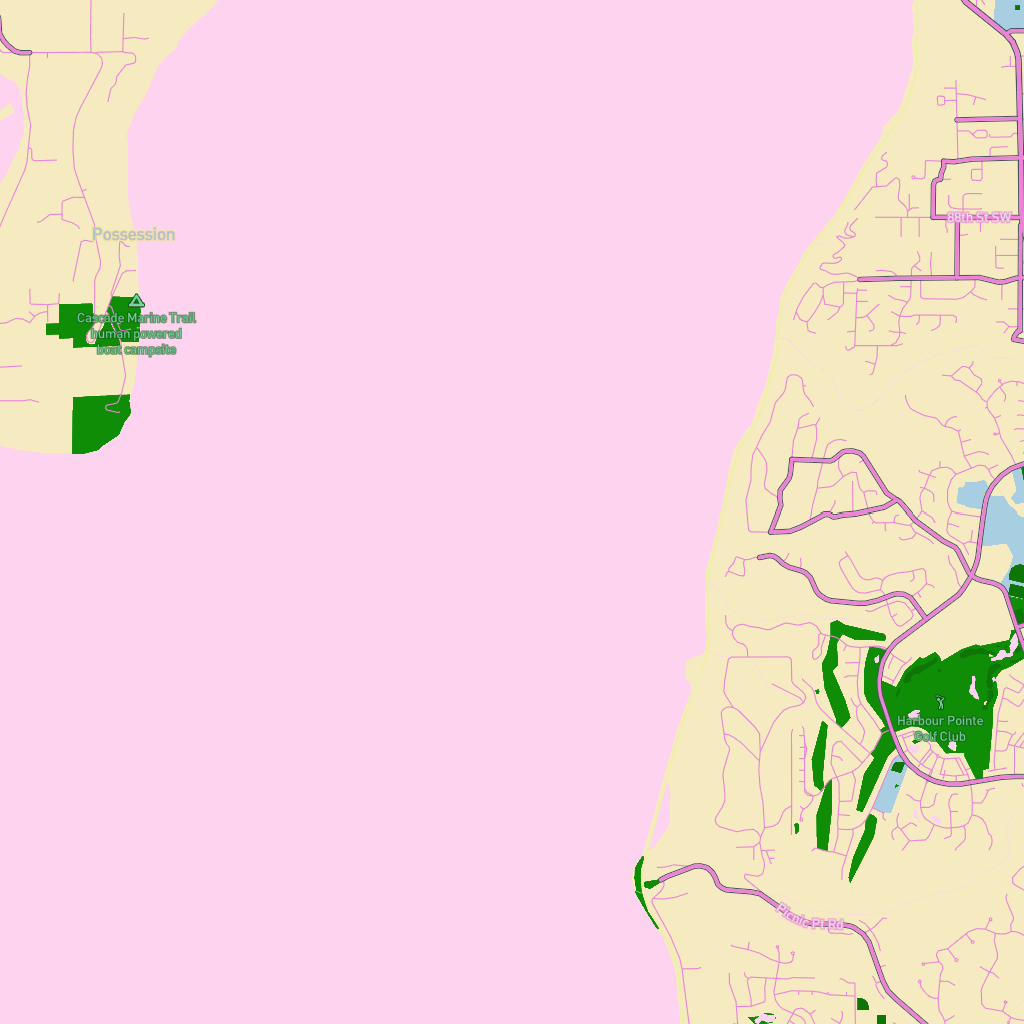 88th St SW
Possession
Cascade Marine Trail
human powered
boat campsite
Harbour Pointe
Golf Club
Picnic Pt Rd